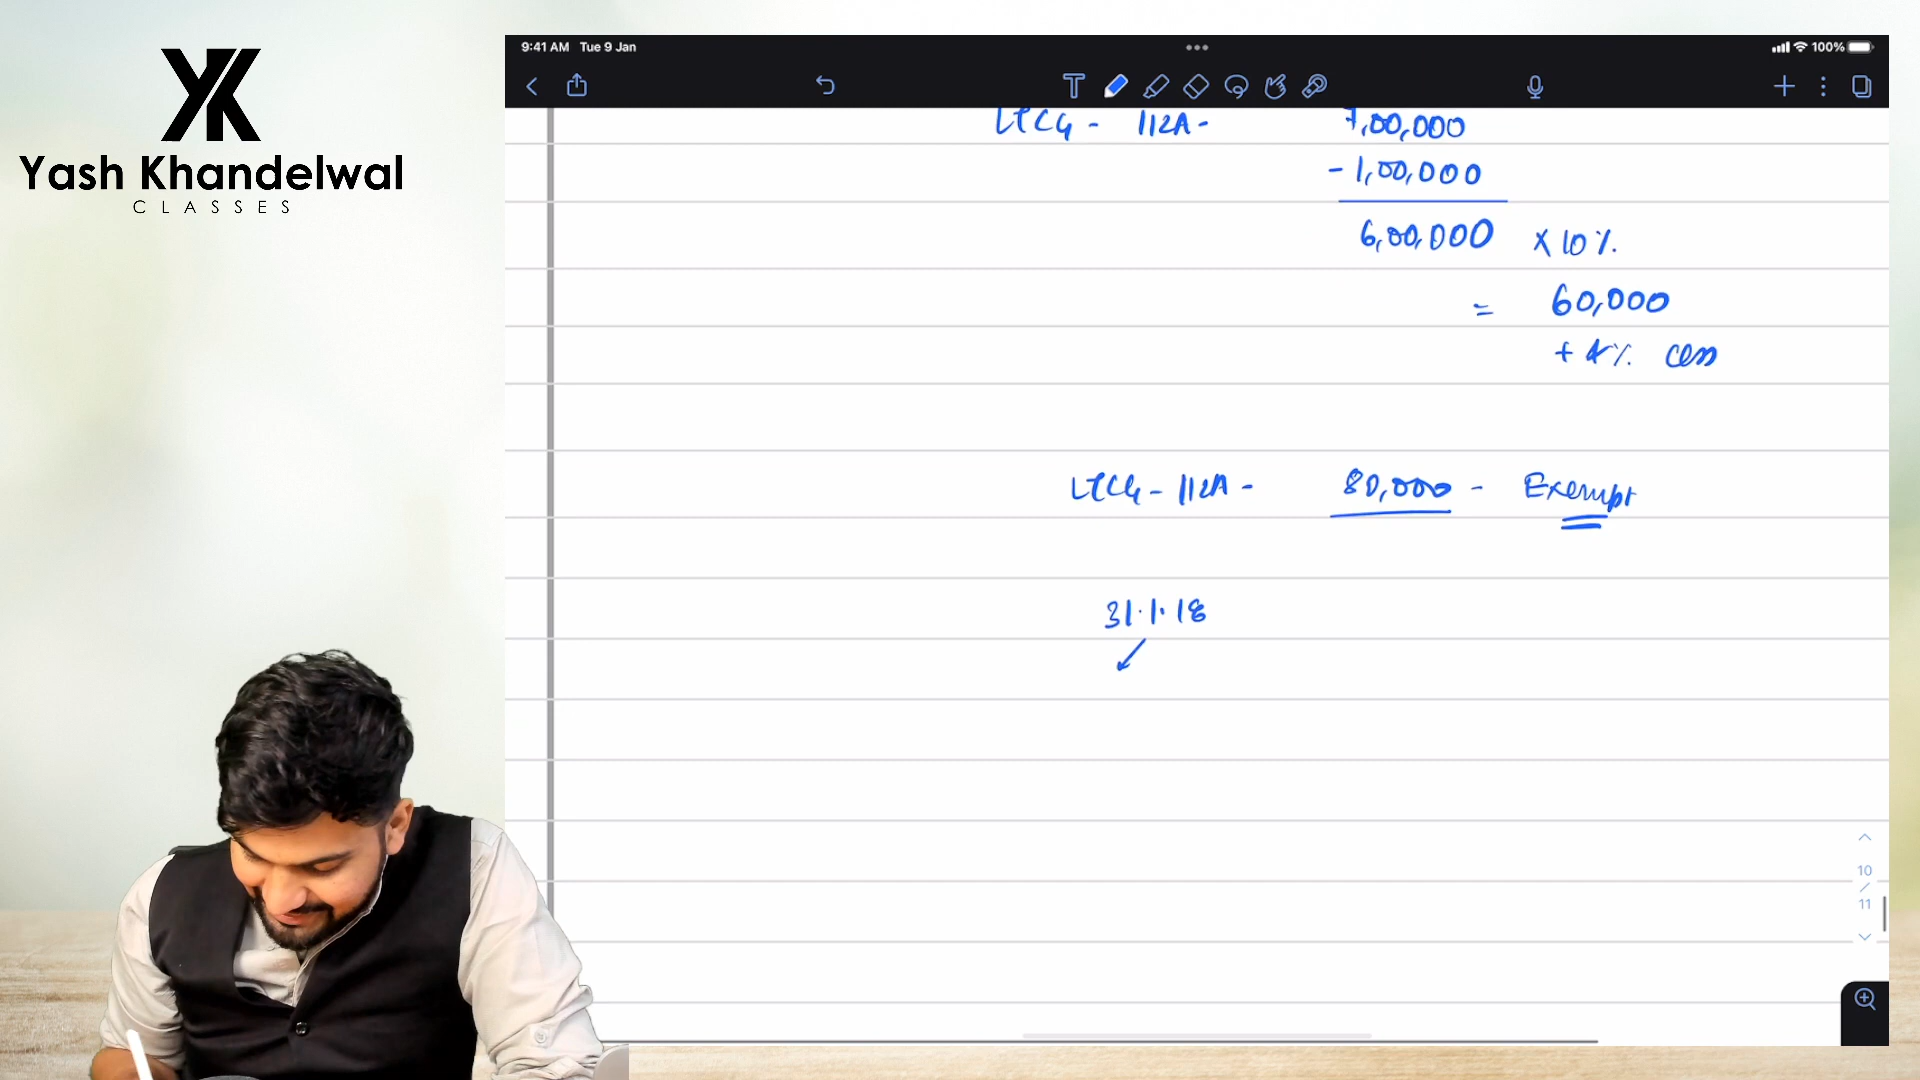 Yash Khandelwal
CLASSES
9:41 AM Tue 9 Jan
100%
LTCG - 112A - 7,00,000
- 1,00,000
6,00,000 X 10%
= 60,000
+ 4% cess
LTCG - 112A - 80,000 - Exempt
31.1.18
10
/
11